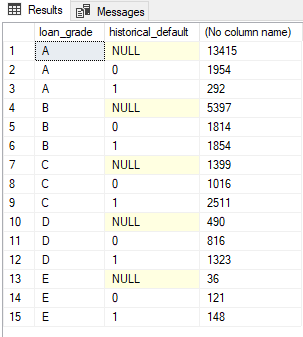 Results Messages
loan_grade historical_default (No column name)
1 A NULL 13415
2 A 0 1954
3 A 1 292
4 B NULL 5397
5 B 0 1814
6 B 1 1854
7 C NULL 1399
8 C 0 1016
9 C 1 2511
10 D NULL 490
11 D 0 816
12 D 1 1323
13 E NULL 36
14 E 0 121
15 E 1 148